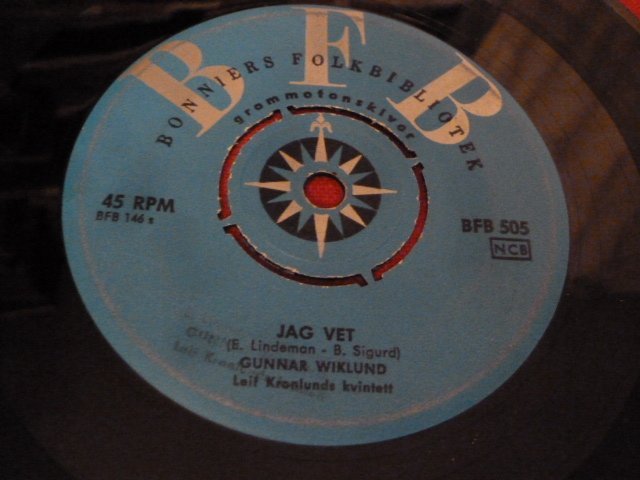 BFB
BONNIERS FOLKBIBLIOTEK
grammofonskivor
45 RPM
BFB 146 s
BFB 505
NCB
JAG VET
(E. Lindeman - B. Sigurd)
GUNNAR WIKLUND
Leif Kronlunds kvintett